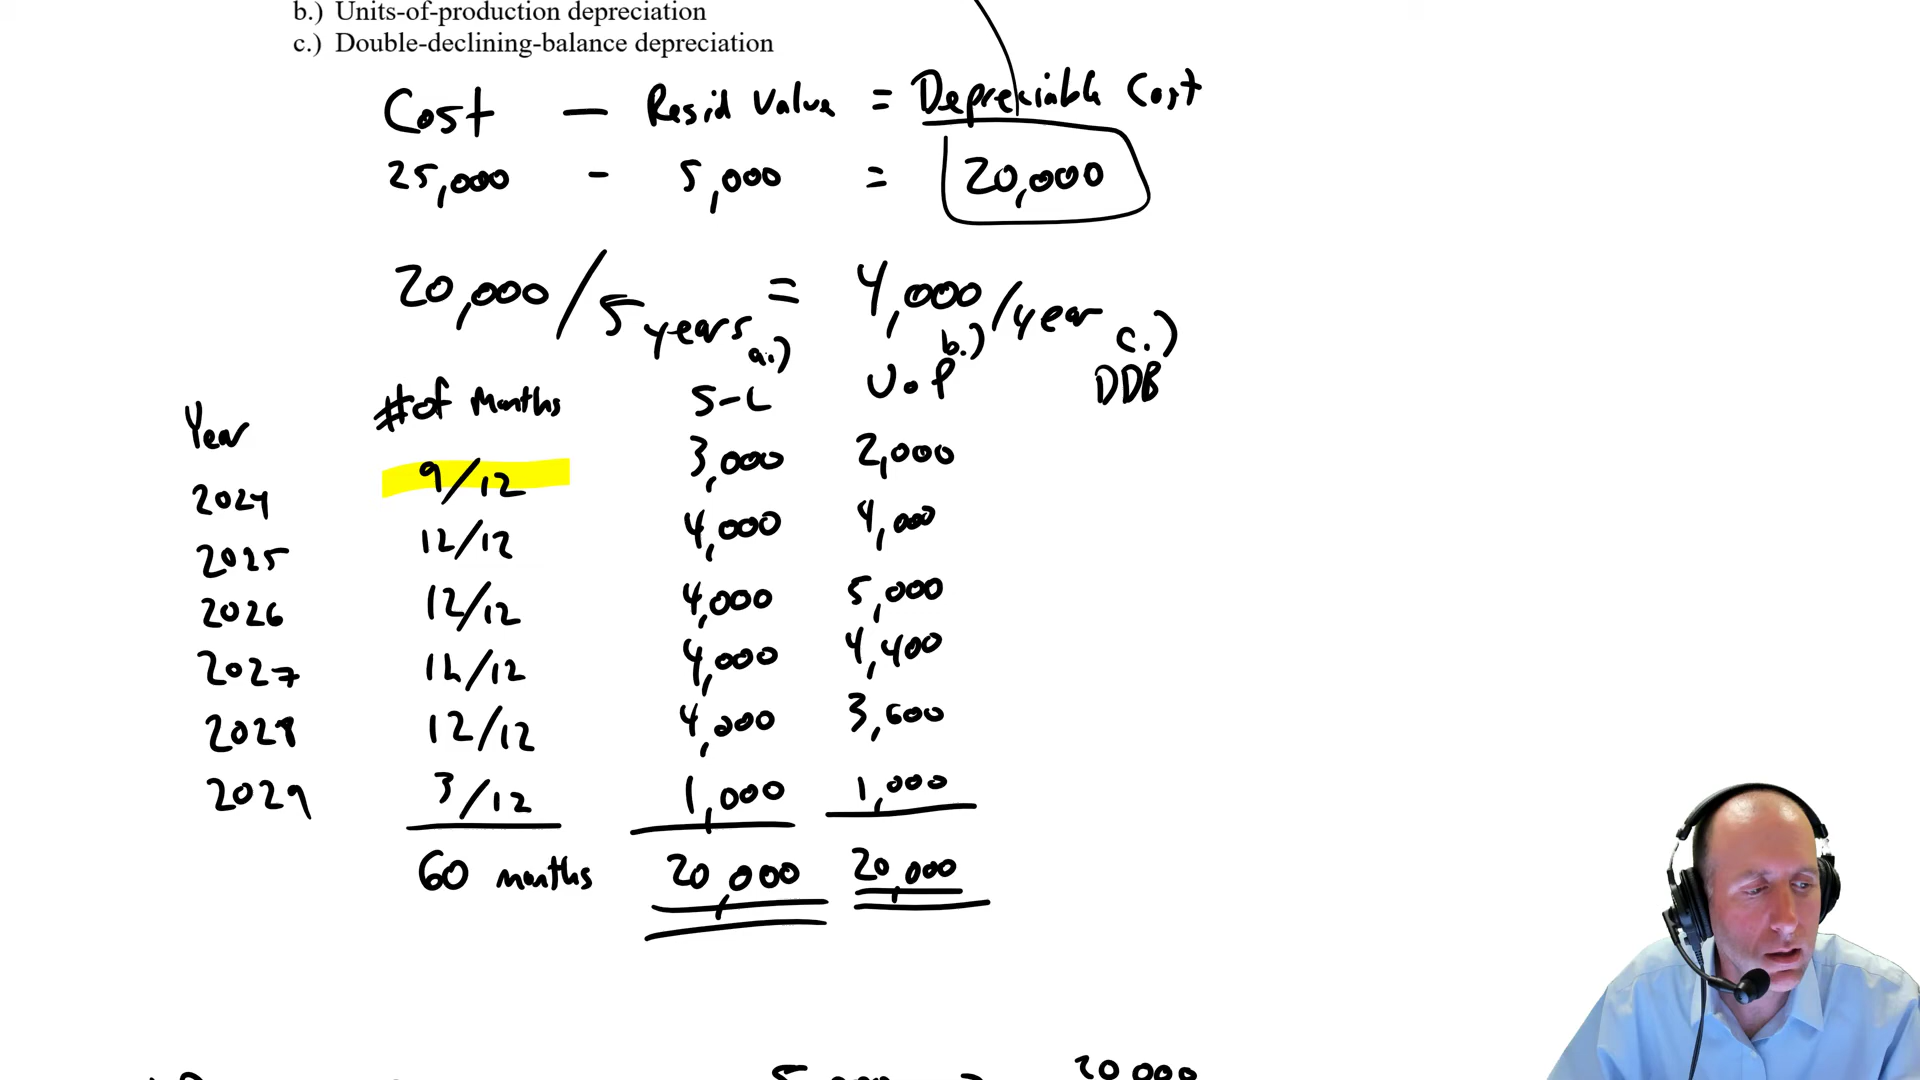 b.) Units-of-production depreciation
c.) Double-declining-balance depreciation
Cost - Resid Value = Depreciable Cost
25,000 - 5,000 = 20,000
20,000 / 5 years = 4,000 / year
a.) b.) c.)
Year # of Months S-L U.o.P DDB
2024 9/12 3,000 2,000
2025 12/12 4,000 4,000
2026 12/12 4,000 5,000
2027 12/12 4,000 4,400
2028 12/12 4,000 3,600
2029 3/12 1,000 1,000
60 months 20,000 20,000
20,000